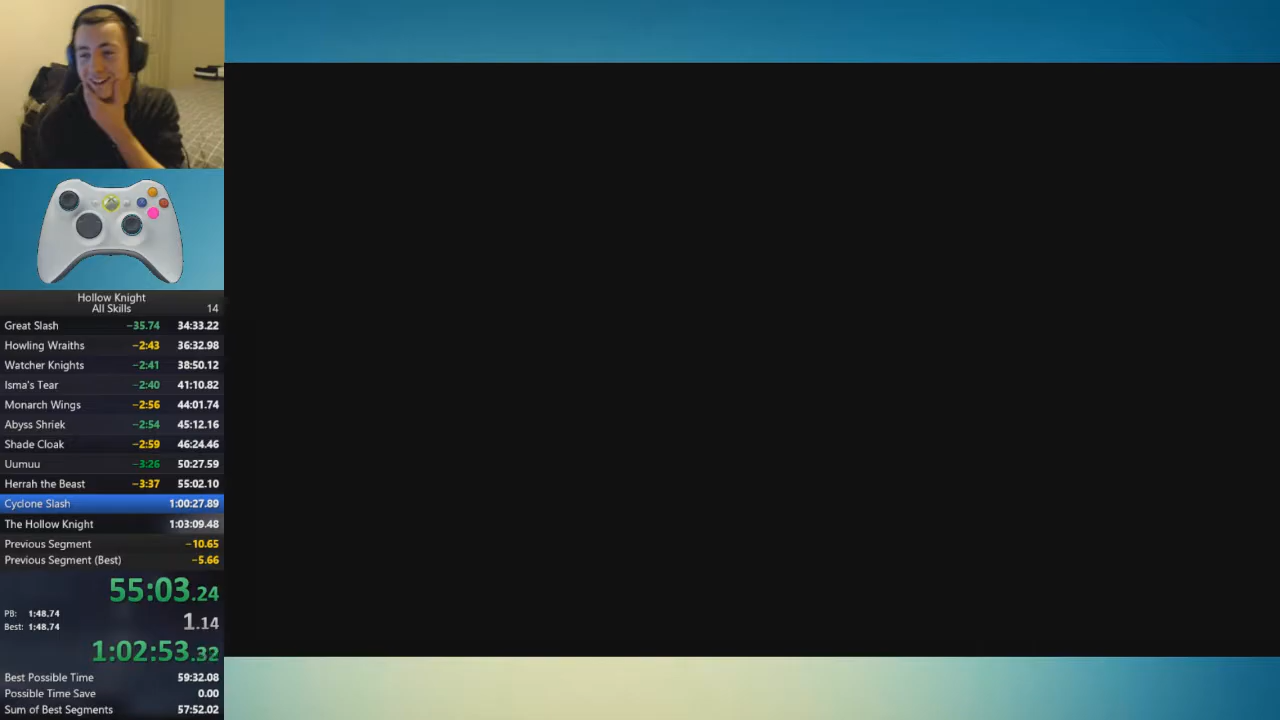 Hollow Knight
All Skills 14
Great Slash −35.74 34:33.22
Howling Wraiths −2:43 36:32.98
Watcher Knights −2:41 38:50.12
Isma's Tear −2:40 41:10.82
Monarch Wings −2:56 44:01.74
Abyss Shriek −2:54 45:12.16
Shade Cloak −2:59 46:24.46
Uumuu −3:26 50:27.59
Herrah the Beast −3:37 55:02.10
Cyclone Slash 1:00:27.89
The Hollow Knight 1:03:09.48
Previous Segment −10.65
Previous Segment (Best) −5.66
55:03.24
PB: 1:48.74
Best: 1:48.74
1.14
1:02:53.32
Best Possible Time 59:32.08
Possible Time Save 0.00
Sum of Best Segments 57:52.02